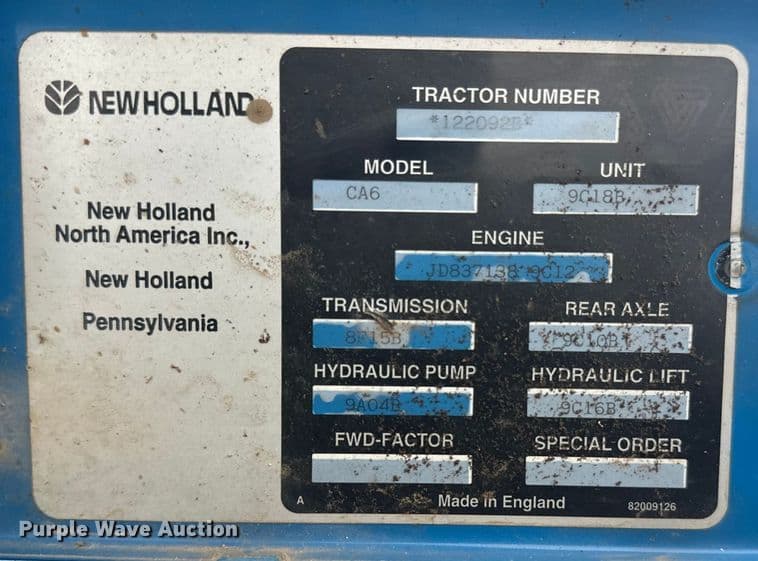 NEW HOLLAND
New Holland
North America Inc.,
New Holland
Pennsylvania
TRACTOR NUMBER
*122092B*
MODEL
CA6
UNIT
9C18B
ENGINE
JD837138 9C12
TRANSMISSION
REAR AXLE
9C10B
HYDRAULIC PUMP
9A04B
HYDRAULIC LIFT
9C16B
FWD-FACTOR
SPECIAL ORDER
A
Made in England
82009126
Purple Wave Auction